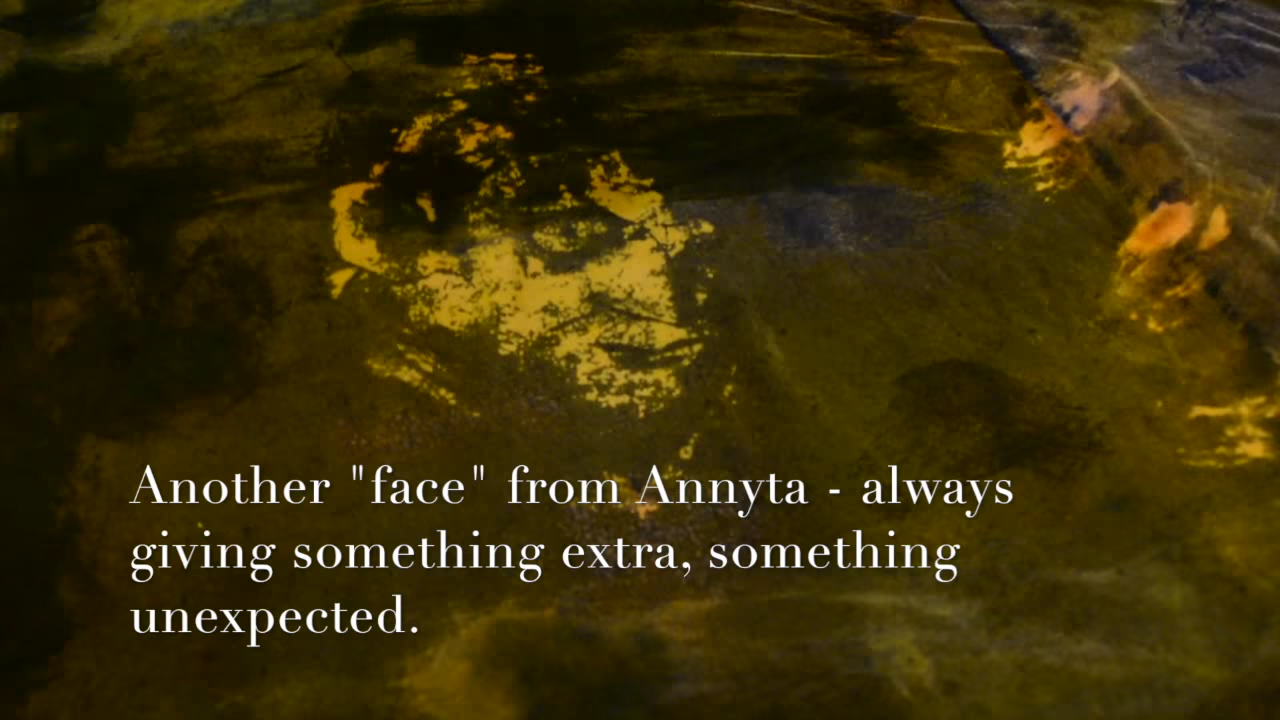 Another "face" from Annyta - always
giving something extra, something
unexpected.